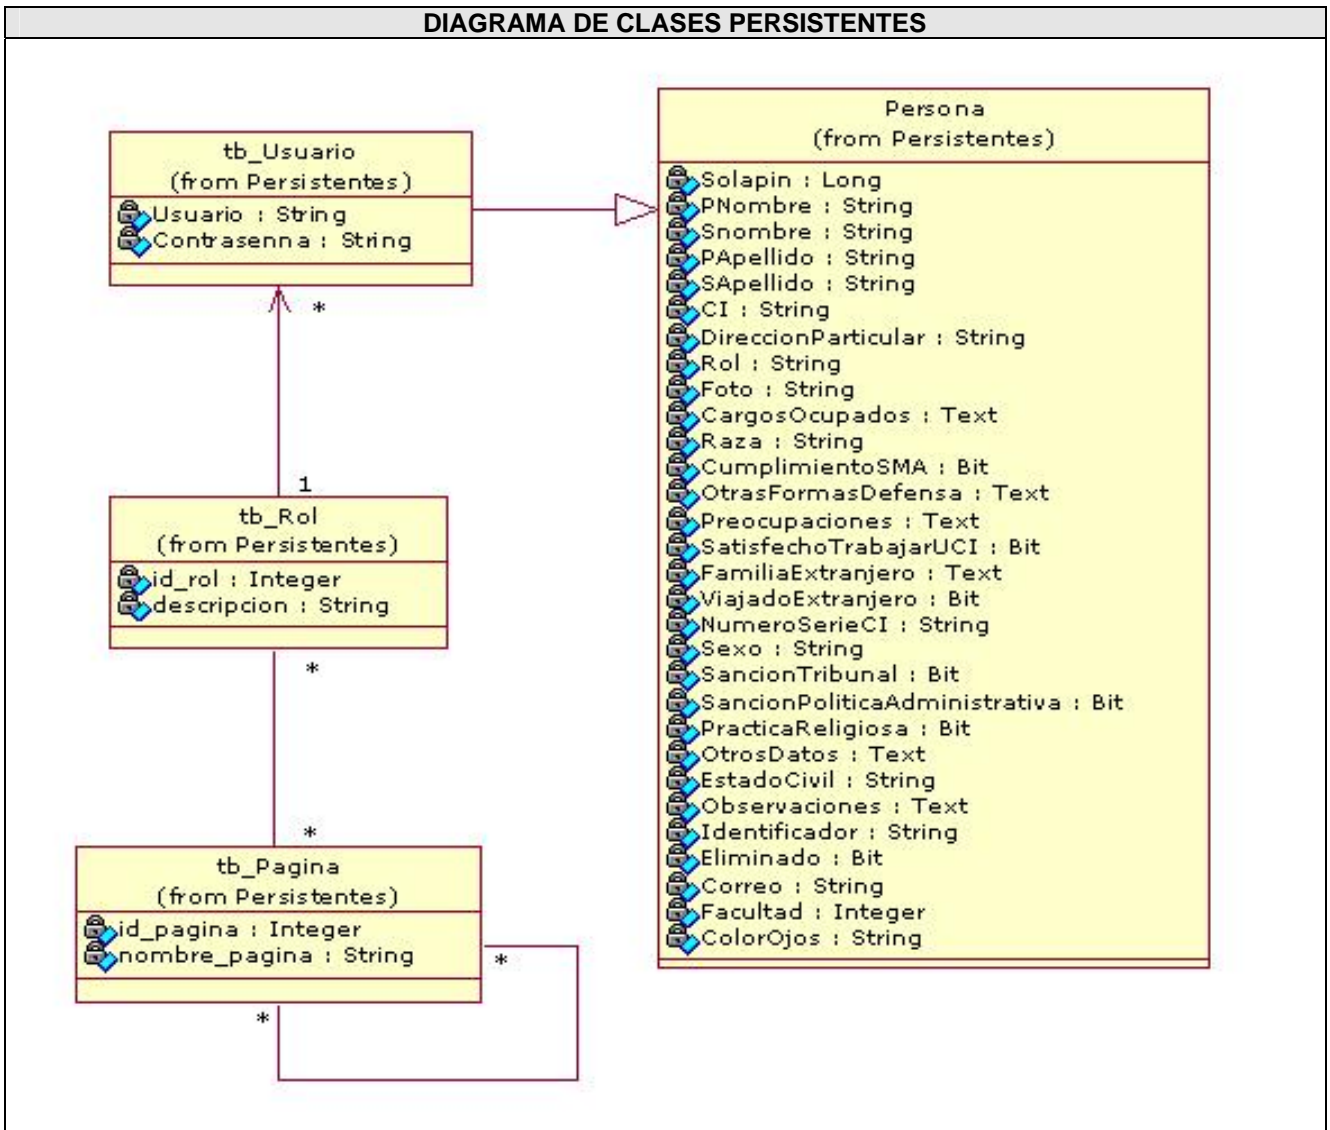 DIAGRAMA DE CLASES PERSISTENTES
tb_Usuario
(from Persistentes)
Usuario : String
Contrasenna : String
*
1
tb_Rol
(from Persistentes)
id_rol : Integer
descripcion : String
*
*
tb_Pagina
(from Persistentes)
id_pagina : Integer
nombre_pagina : String
*
*
Persona
(from Persistentes)
Solapin : Long
PNombre : String
Snombre : String
PApellido : String
SApellido : String
CI : String
DireccionParticular : String
Rol : String
Foto : String
CargosOcupados : Text
Raza : String
CumplimientoSMA : Bit
OtrasFormasDefensa : Text
Preocupaciones : Text
SatisfechoTrabajarUCI : Bit
FamiliaExtranjero : Text
ViajadoExtranjero : Bit
NumeroSerieCI : String
Sexo : String
SancionTribunal : Bit
SancionPoliticaAdministrativa : Bit
PracticaReligiosa : Bit
OtrosDatos : Text
EstadoCivil : String
Observaciones : Text
Identificador : String
Eliminado : Bit
Correo : String
Facultad : Integer
ColorOjos : String